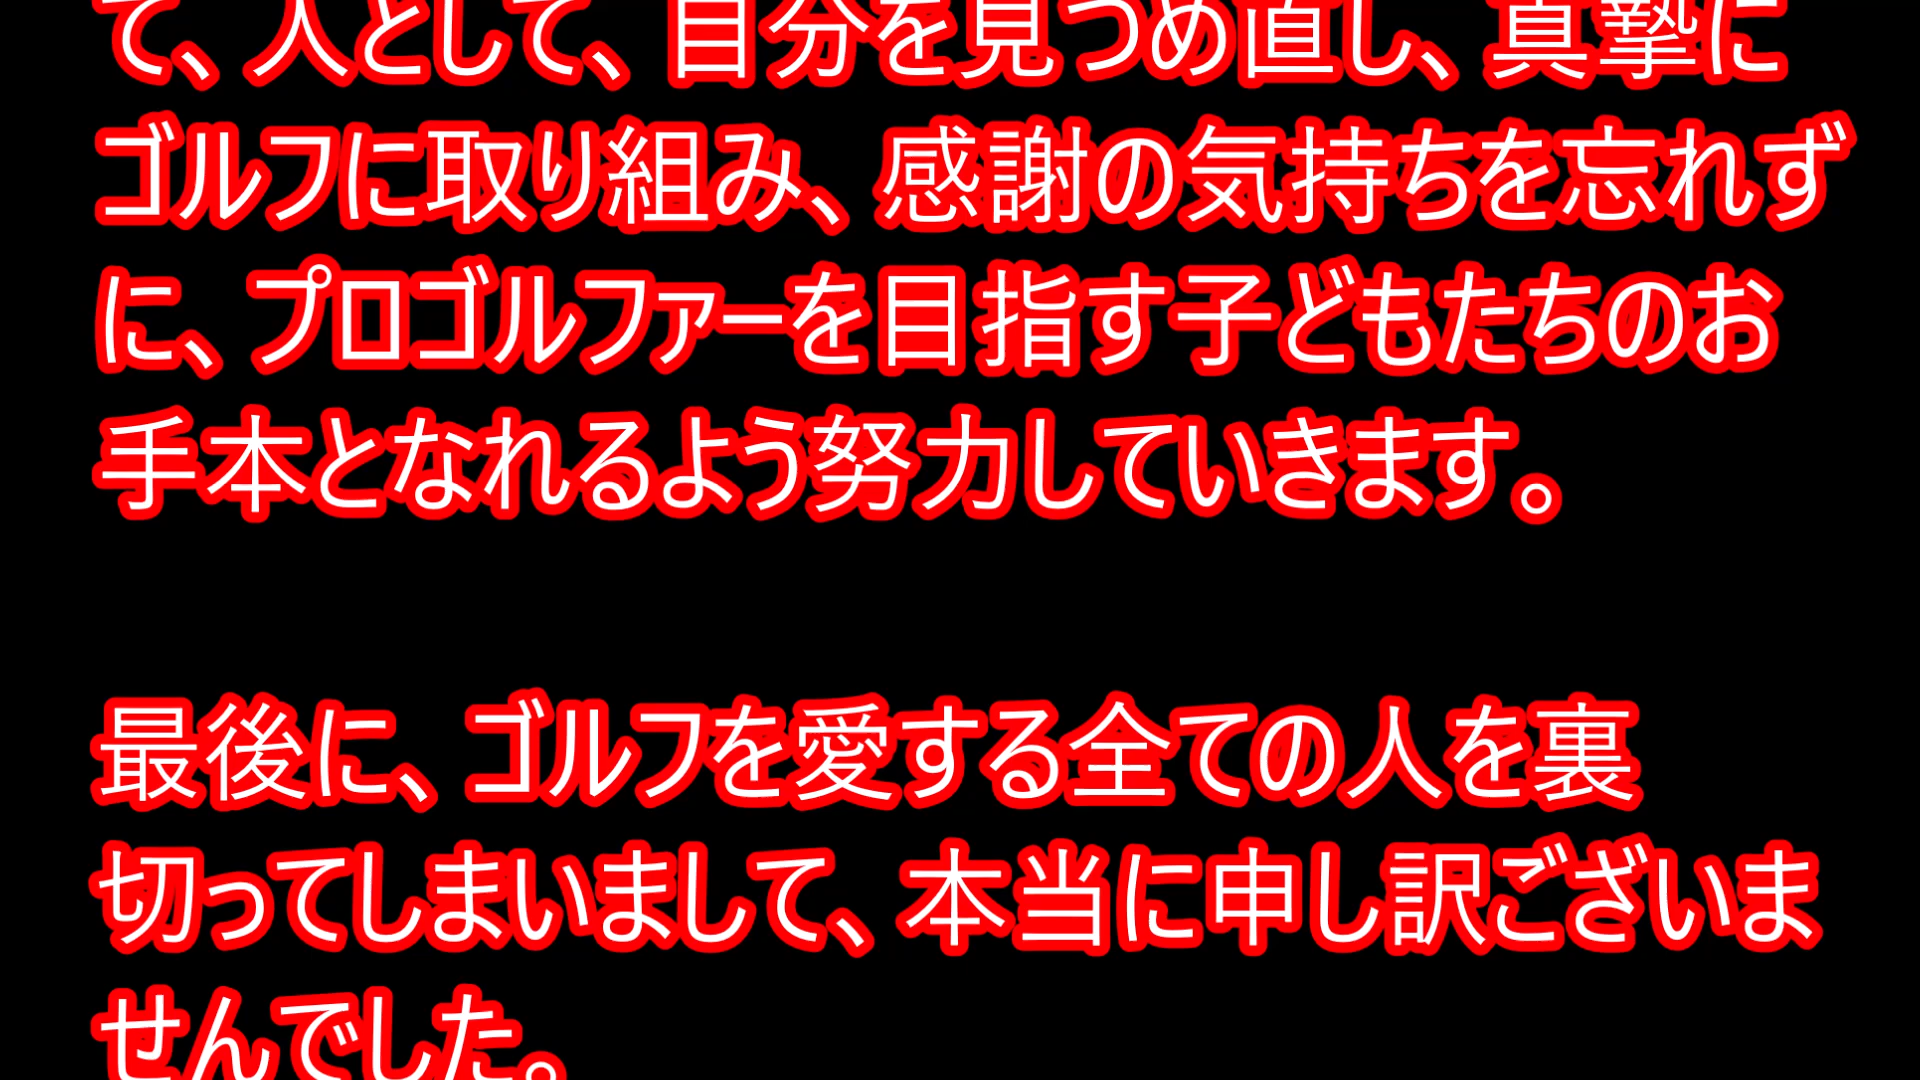 て、人として、自分を見つめ直し、真摯に
ゴルフに取り組み、感謝の気持ちを忘れず
に、プロゴルファーを目指す子どもたちのお
手本となれるよう努力していきます。
最後に、ゴルフを愛する全ての人を裏
切ってしまいまして、本当に申し訳ございま
せんでした。